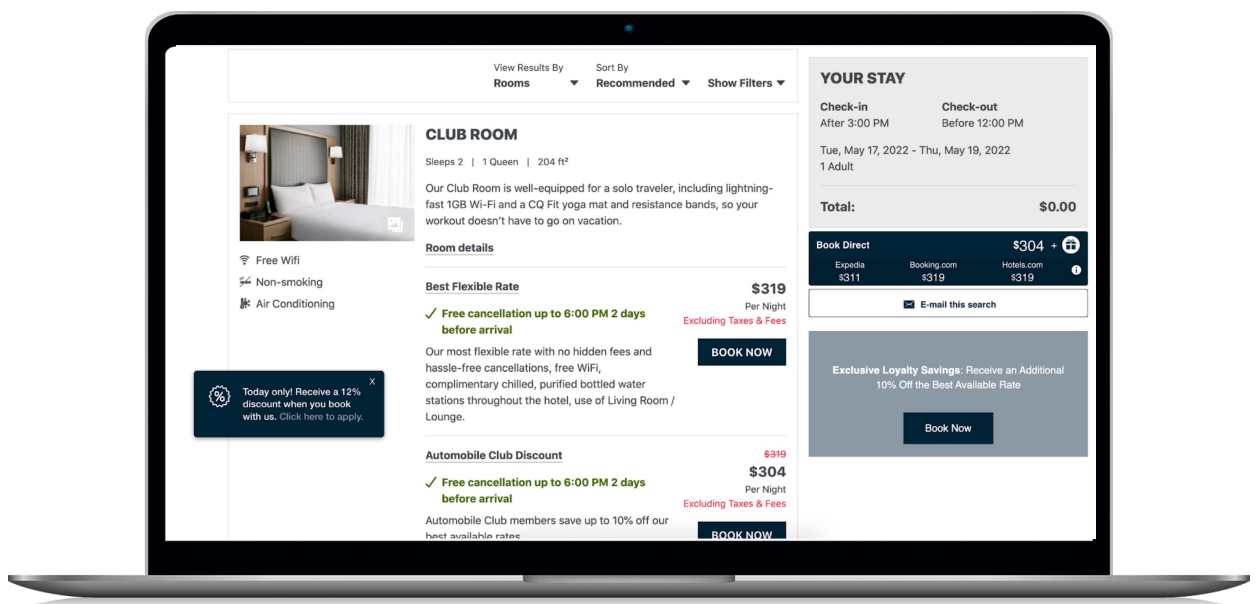 View Results By
Rooms
Sort By
Recommended
Show Filters
CLUB ROOM
Sleeps 2 | 1 Queen | 204 ft²
Our Club Room is well-equipped for a solo traveler, including lightning-
fast 1GB Wi-Fi and a CQ Fit yoga mat and resistance bands, so your
workout doesn't have to go on vacation.
Room details
Free Wifi
Non-smoking
Air Conditioning
Best Flexible Rate
$319
Per Night
Excluding Taxes & Fees
Free cancellation up to 6:00 PM 2 days
before arrival
Our most flexible rate with no hidden fees and
hassle-free cancellations, free WiFi,
complimentary chilled, purified bottled water
stations throughout the hotel, use of Living Room /
Lounge.
BOOK NOW
X
Today only! Receive a 12%
discount when you book
with us. Click here to apply.
Automobile Club Discount
$319
$304
Per Night
Excluding Taxes & Fees
Free cancellation up to 6:00 PM 2 days
before arrival
Automobile Club members save up to 10% off our
best available rates
BOOK NOW
YOUR STAY
Check-in
After 3:00 PM
Check-out
Before 12:00 PM
Tue, May 17, 2022 - Thu, May 19, 2022
1 Adult
Total: $0.00
Book Direct $304 +
Expedia Booking.com Hotels.com
$311 $319 $319
E-mail this search
Exclusive Loyalty Savings: Receive an Additional
10% Off the Best Available Rate
Book Now